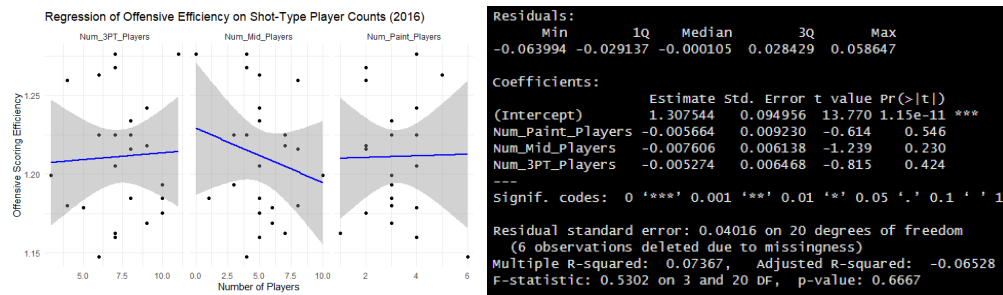 Regression of Offensive Efficiency on Shot-Type Player Counts (2016)
Num_3PT_Players Num_Mid_Players Num_Paint_Players
Offensive Scoring Efficiency
1.25
1.20
1.15
5.0 7.5 10.0 0.0 2.5 5.0 7.5 10.0 2 4 6
Number of Players
Residuals:
Min 1Q Median 3Q Max
-0.063994 -0.029137 -0.000105 0.028429 0.058647
Coefficients:
Estimate Std. Error t value Pr(>|t|)
(Intercept) 1.307544 0.094956 13.770 1.15e-11 ***
Num_Paint_Players -0.005664 0.009230 -0.614 0.546
Num_Mid_Players -0.007606 0.006138 -1.239 0.230
Num_3PT_Players -0.005274 0.006468 -0.815 0.424
---
Signif. codes: 0 ‘***’ 0.001 ‘**’ 0.01 ‘*’ 0.05 ‘.’ 0.1 ‘ ’ 1
Residual standard error: 0.04016 on 20 degrees of freedom
(6 observations deleted due to missingness)
Multiple R-squared: 0.07367, Adjusted R-squared: -0.06528
F-statistic: 0.5302 on 3 and 20 DF, p-value: 0.6667